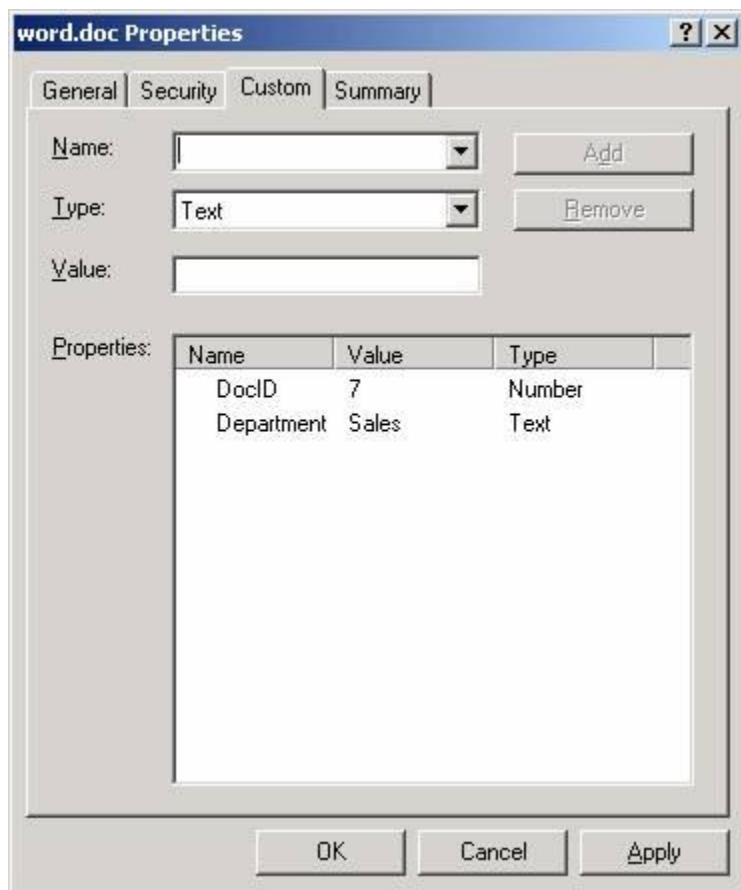 word.doc Properties ? X
General Security Custom Summary
Name: Add
Type: Text Remove
Value:
Properties: Name Value Type
DocID 7 Number
Department Sales Text
OK Cancel Apply